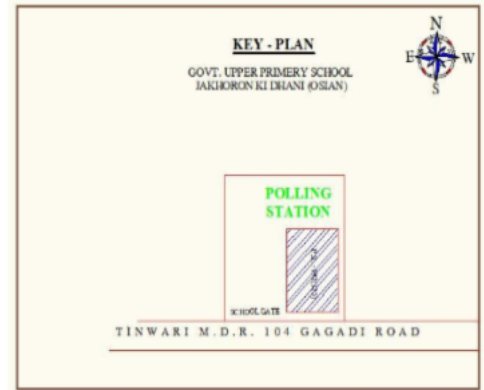 KEY - PLAN
GOVT. UPPER PRIMERY SCHOOL
JAKHORON KI DHANI (OSIAN)
N
E W
S
POLLING
STATION
SCHOOL GATE
TINWARI M.D.R. 104 GAGADI ROAD